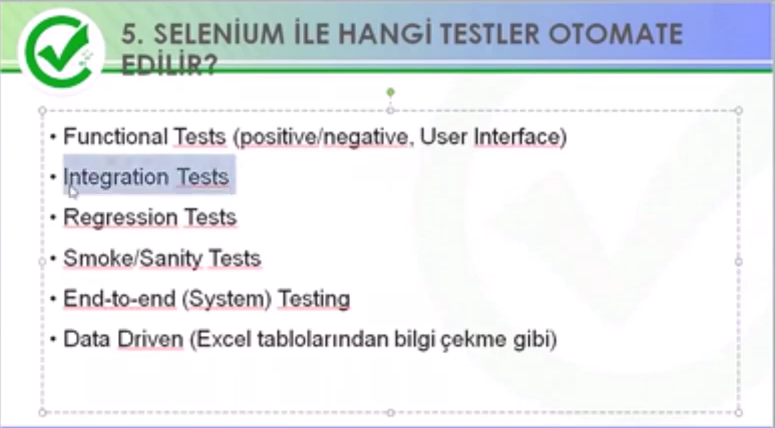 5. SELENİUM İLE HANGİ TESTLER OTOMATE
EDİLİR?
• Functional Tests (positive/negative, User Interface)
• Integration Tests
• Regression Tests
• Smoke/Sanity Tests
• End-to-end (System) Testing
• Data Driven (Excel tablolarından bilgi çekme gibi)